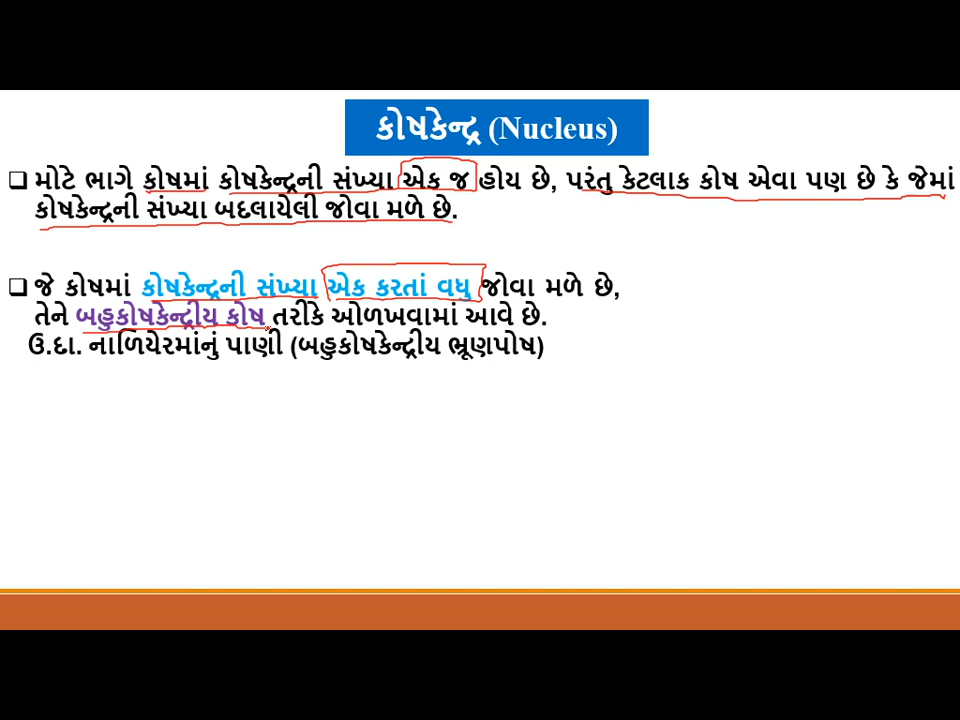 કોષકેન્દ્ર (Nucleus)
❑ મોટે ભાગે કોષમાં કોષકેન્દ્રની સંખ્યા એક જ હોય છે, પરંતુ કેટલાક કોષ એવા પણ છે કે જેમાં
કોષકેન્દ્રની સંખ્યા બદલાયેલી જોવા મળે છે.
❑ જે કોષમાં કોષકેન્દ્રની સંખ્યા એક કરતાં વધુ જોવા મળે છે,
તેને બહુકોષકેન્દ્રીય કોષ તરીકે ઓળખવામાં આવે છે.
ઉ.દા. નાળિયેરમાંનું પાણી (બહુકોષકેન્દ્રીય ભ્રૂણપોષ)